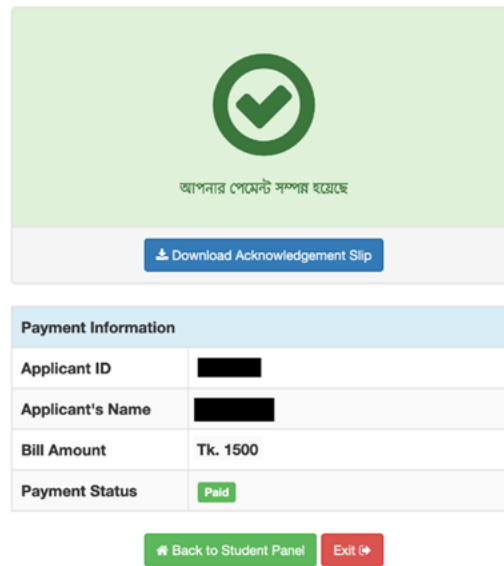 আপনার পেমেন্ট সম্পন্ন হয়েছে
Download Acknowledgement Slip
Payment Information
Applicant ID
Applicant's Name
Bill Amount Tk. 1500
Payment Status Paid
Back to Student Panel Exit